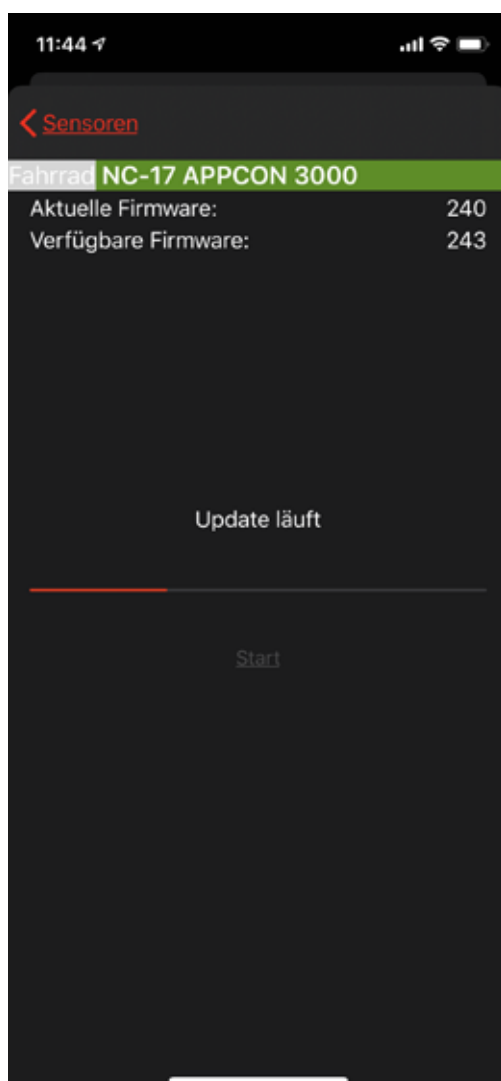 11:44
Sensoren
Fahrrad NC-17 APPCON 3000
Aktuelle Firmware: 240
Verfügbare Firmware: 243
Update läuft
Start